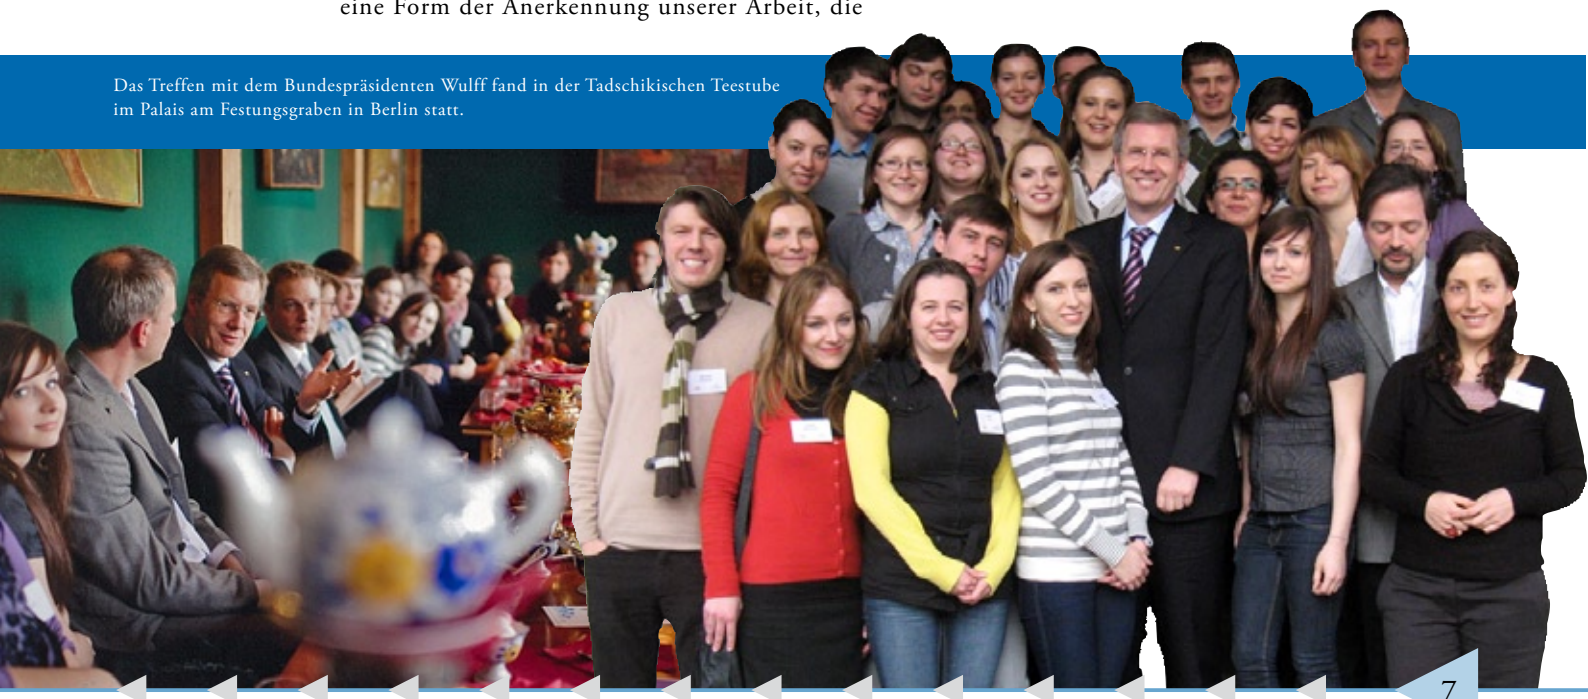 eine Form der Anerkennung unserer Arbeit, die
Das Treffen mit dem Bundespräsidenten Wulff fand in der Tadschikischen Teestube
im Palais am Festungsgraben in Berlin statt.
7